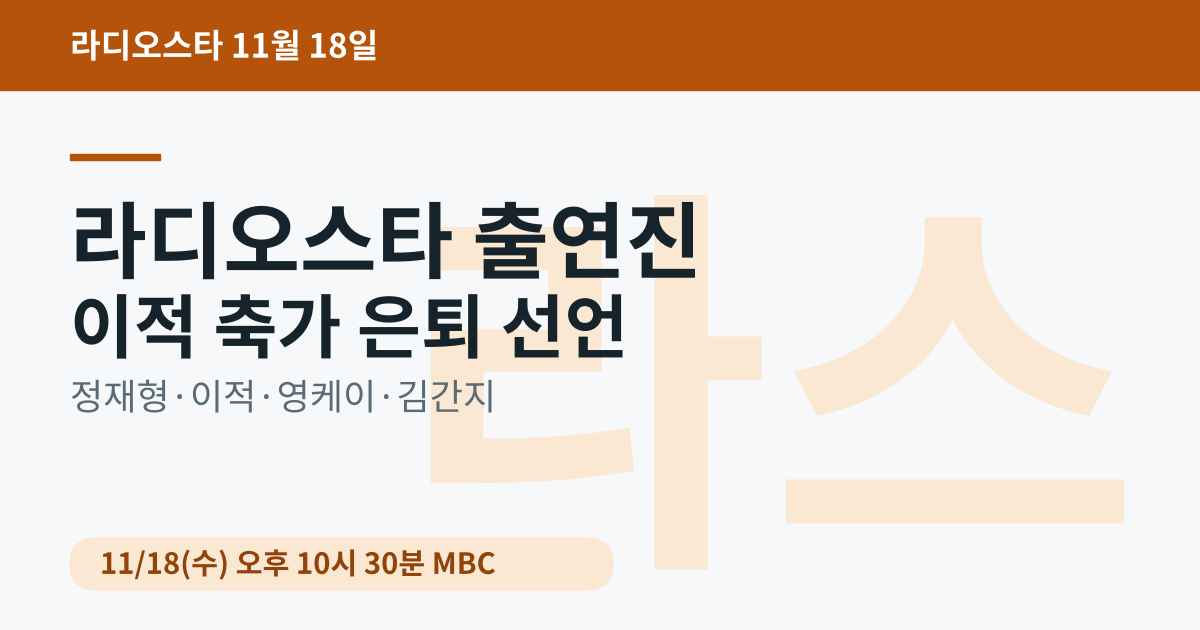 라디오스타 11월 18일
라디오스타 출연진
이적 축가 은퇴 선언
정재형·이적·영케이·김간지
라스
11/18(수) 오후 10시 30분 MBC